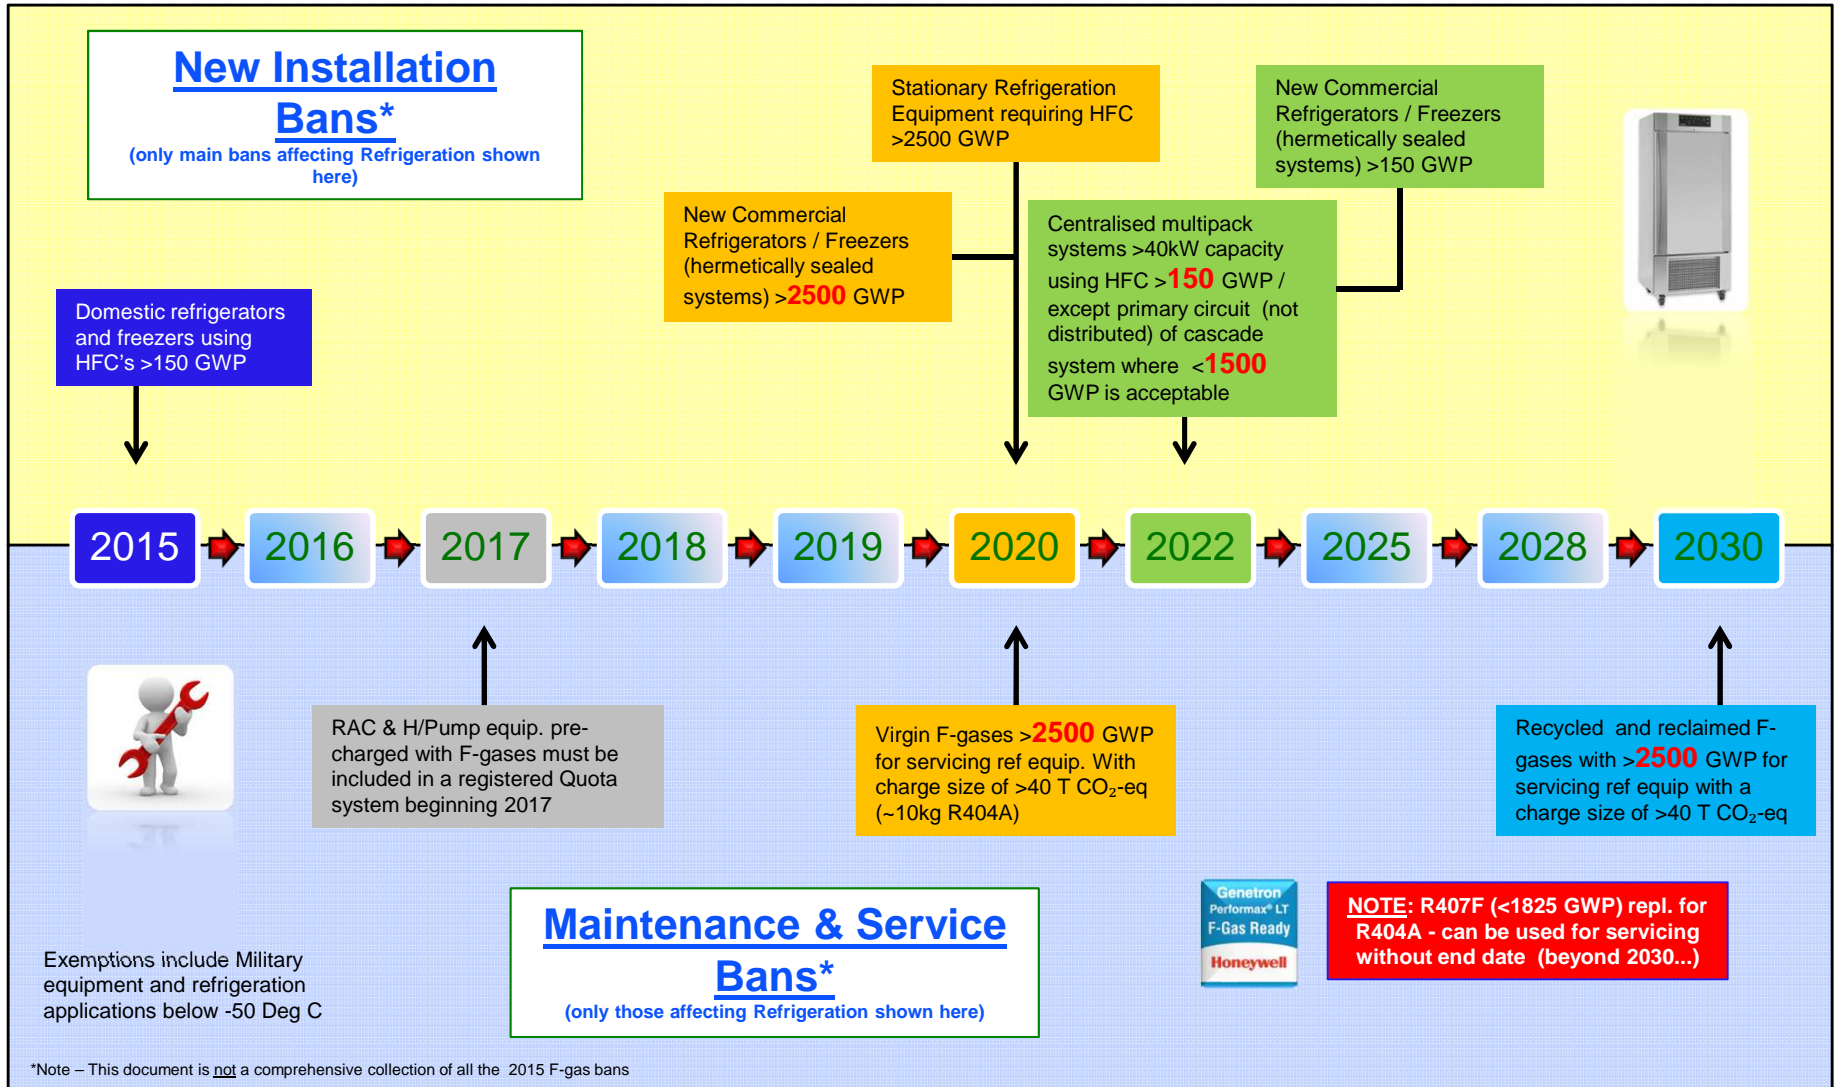 New Installation
Bans*
(only main bans affecting Refrigeration shown
here)
Stationary Refrigeration
Equipment requiring HFC
>2500 GWP
New Commercial
Refrigerators / Freezers
(hermetically sealed
systems) >150 GWP
New Commercial
Refrigerators / Freezers
(hermetically sealed
systems) >2500 GWP
Centralised multipack
systems >40kW capacity
using HFC >150 GWP /
except primary circuit (not
distributed) of cascade
system where <1500
GWP is acceptable
Domestic refrigerators
and freezers using
HFC's >150 GWP
2015
2016
2017
2018
2019
2020
2022
2025
2028
2030
RAC & H/Pump equip. pre-
charged with F-gases must be
included in a registered Quota
system beginning 2017
Virgin F-gases >2500 GWP
for servicing ref equip. With
charge size of >40 T CO₂-eq
(~10kg R404A)
Recycled and reclaimed F-
gases with >2500 GWP for
servicing ref equip with a
charge size of >40 T CO₂-eq
Maintenance & Service
Bans*
(only those affecting Refrigeration shown here)
Genetron
Performax® LT
F-Gas Ready
Honeywell
NOTE: R407F (<1825 GWP) repl. for
R404A - can be used for servicing
without end date (beyond 2030...)
Exemptions include Military
equipment and refrigeration
applications below -50 Deg C
*Note – This document is not a comprehensive collection of all the 2015 F-gas bans